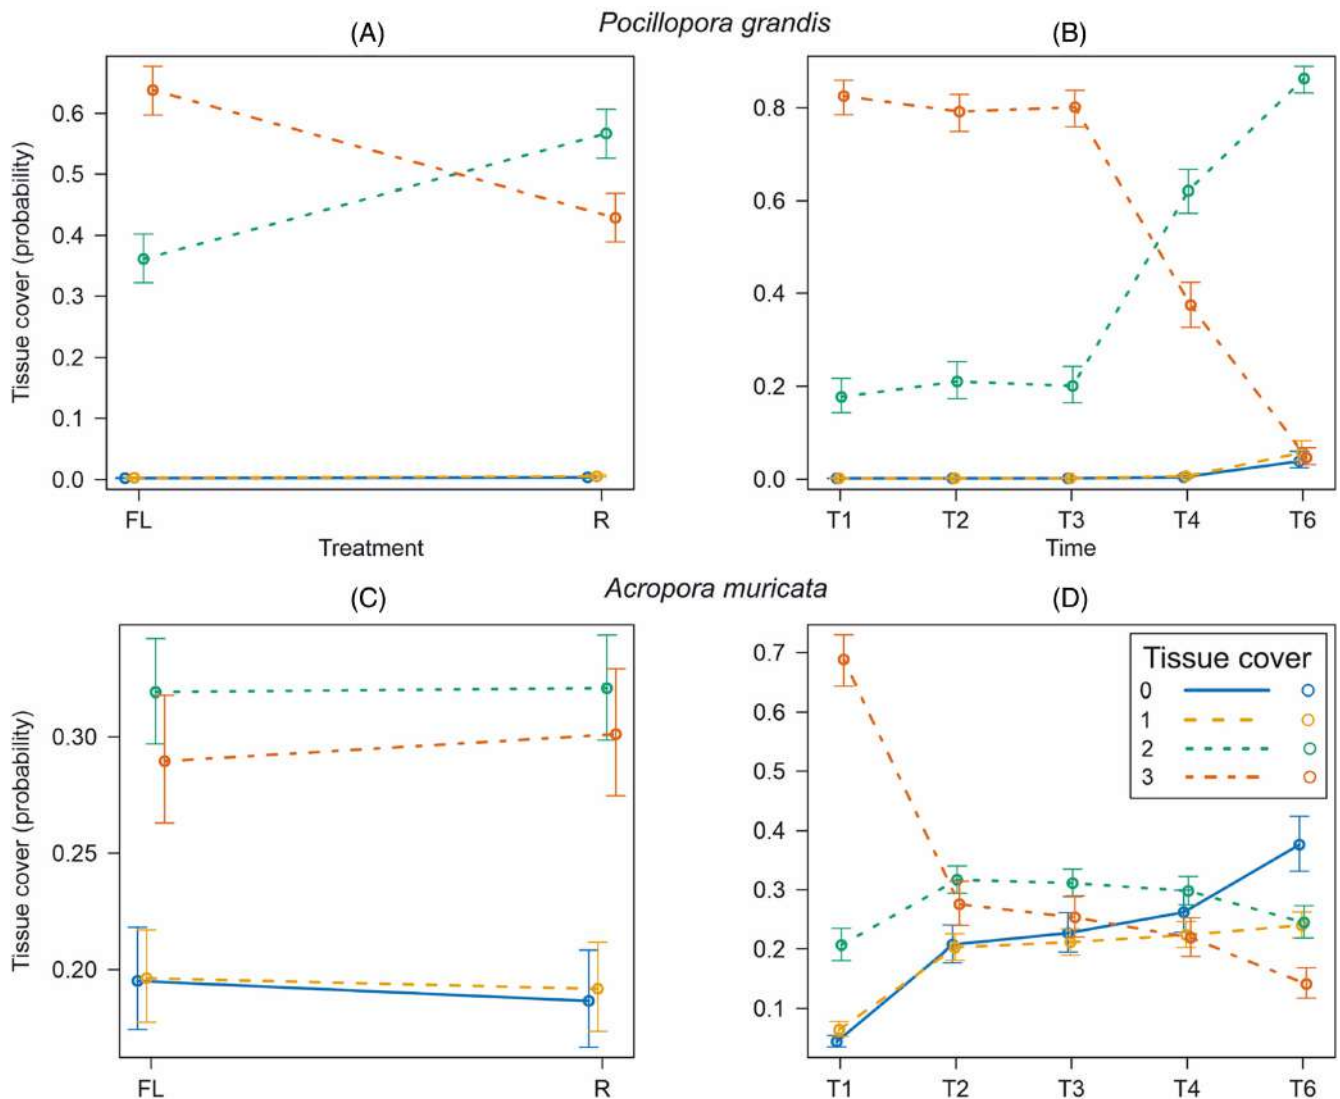 Pocillopora grandis
(A)
Tissue cover (probability)
0.6
0.5
0.4
0.3
0.2
0.1
0.0
FL
R
Treatment
(B)
0.8
0.6
0.4
0.2
0.0
T1
T2
T3
T4
T6
Time
Acropora muricata
(C)
Tissue cover (probability)
0.30
0.25
0.20
FL
R
(D)
0.7
0.6
0.5
0.4
0.3
0.2
0.1
T1
T2
T3
T4
T6
Tissue cover
0
1
2
3